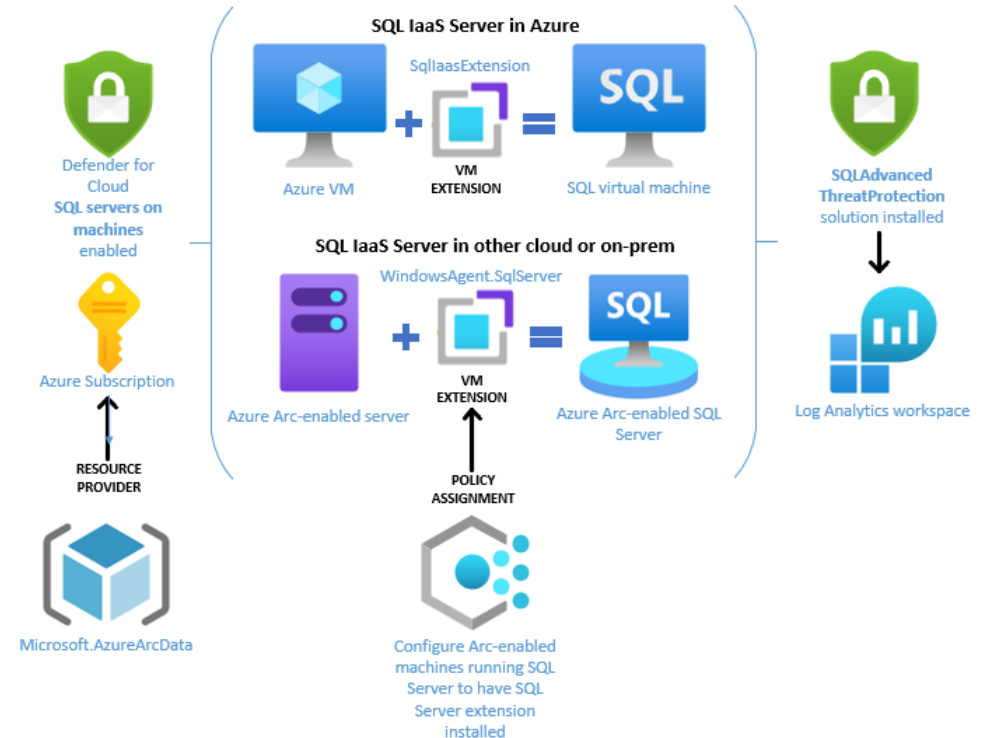 SQL IaaS Server in Azure
SqlIaasExtension
SQL
Azure VM
VM
EXTENSION
SQL virtual machine
Defender for
Cloud
SQL servers on
machines
enabled
Azure Subscription
RESOURCE
PROVIDER
Microsoft.AzureArcData
SQL IaaS Server in other cloud or on-prem
WindowsAgent.SqlServer
SQL
Azure Arc-enabled server
VM
EXTENSION
Azure Arc-enabled SQL
Server
POLICY
ASSIGNMENT
Configure Arc-enabled
machines running SQL
Server to have SQL
Server extension
installed
SQLAdvanced
ThreatProtection
solution installed
Log Analytics workspace